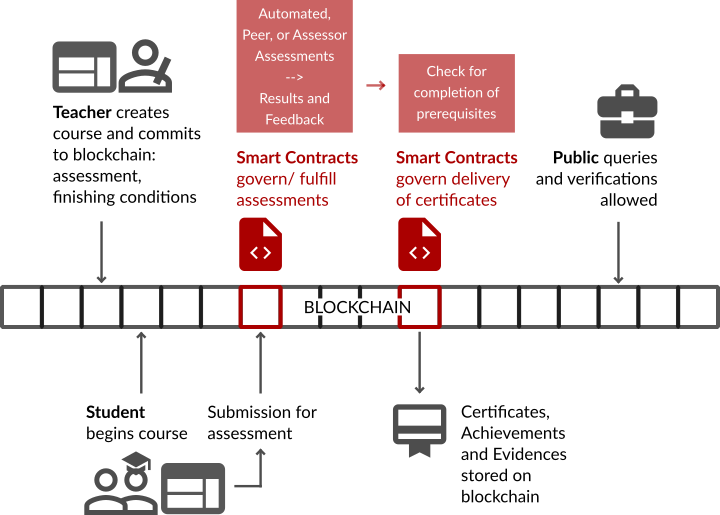 Automated,
Peer, or Assessor
Assessments
-->
Results and
Feedback
Check for
completion of
prerequisites
Teacher creates
course and commits
to blockchain:
assessment,
finishing conditions
Smart Contracts
govern/ fulfill
assessments
Smart Contracts
govern delivery
of certificates
Public queries
and verifications
allowed
<>
<>
BLOCKCHAIN
Student
begins course
Submission for
assessment
Certificates,
Achievements
and Evidences
stored on
blockchain